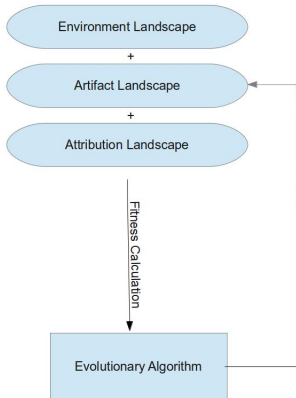 Environment Landscape
+
Artifact Landscape
+
Attribution Landscape
Fitness Calculation
Evolutionary Algorithm